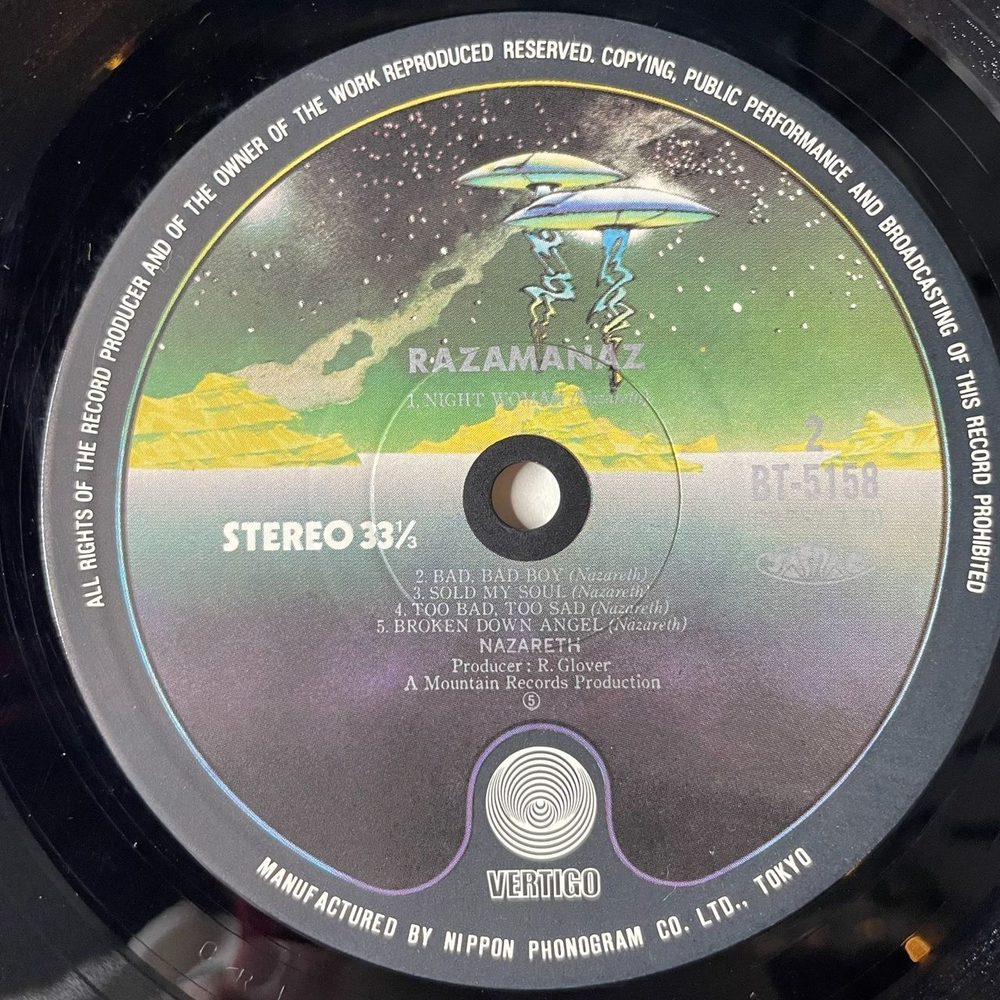 ALL RIGHTS OF THE RECORD PRODUCER AND OF THE OWNER OF THE WORK REPRODUCED RESERVED. COPYING, PUBLIC PERFORMANCE AND BROADCASTING OF THIS RECORD PROHIBITED
RAZAMANAZ
1. NIGHT WOMAN (Nazareth)
2
BT-5158
STEREO 33⅓
2. BAD, BAD BOY (Nazareth)
3. SOLD MY SOUL (Nazareth)
4. TOO BAD, TOO SAD (Nazareth)
5. BROKEN DOWN ANGEL (Nazareth)
NAZARETH
Producer : R. Glover
A Mountain Records Production
⑤
VERTIGO
MANUFACTURED BY NIPPON PHONOGRAM CO. LTD., TOKYO